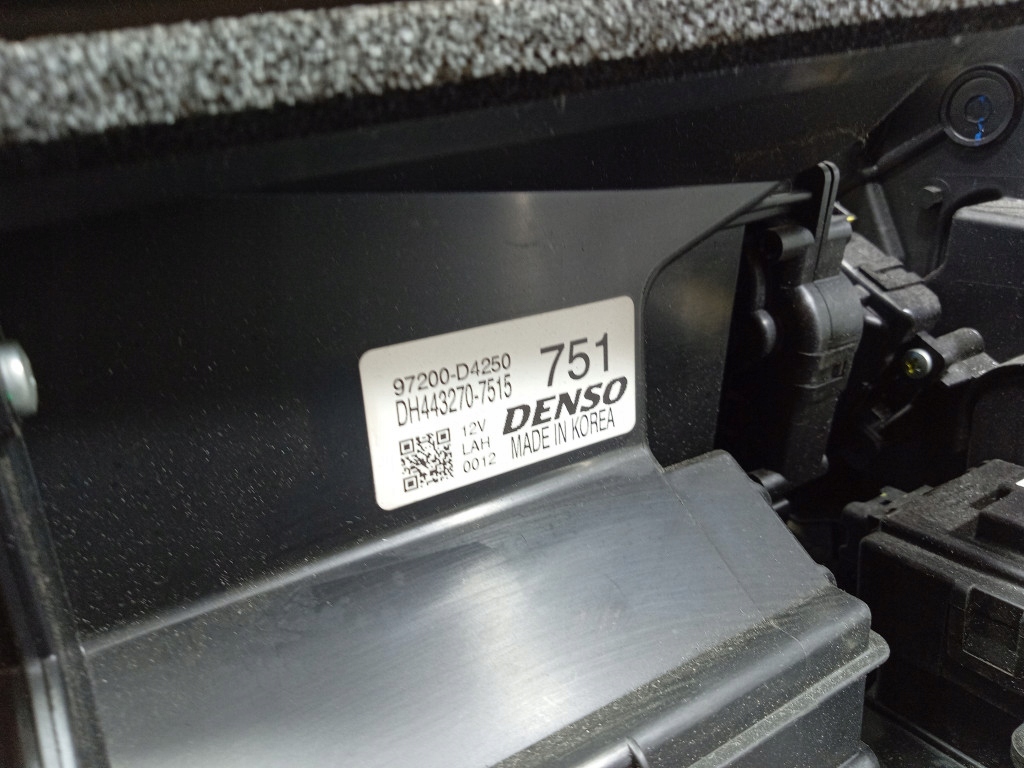 97200-D4250
DH443270-7515
751
DENSO
12V
LAH
0012
MADE IN KOREA